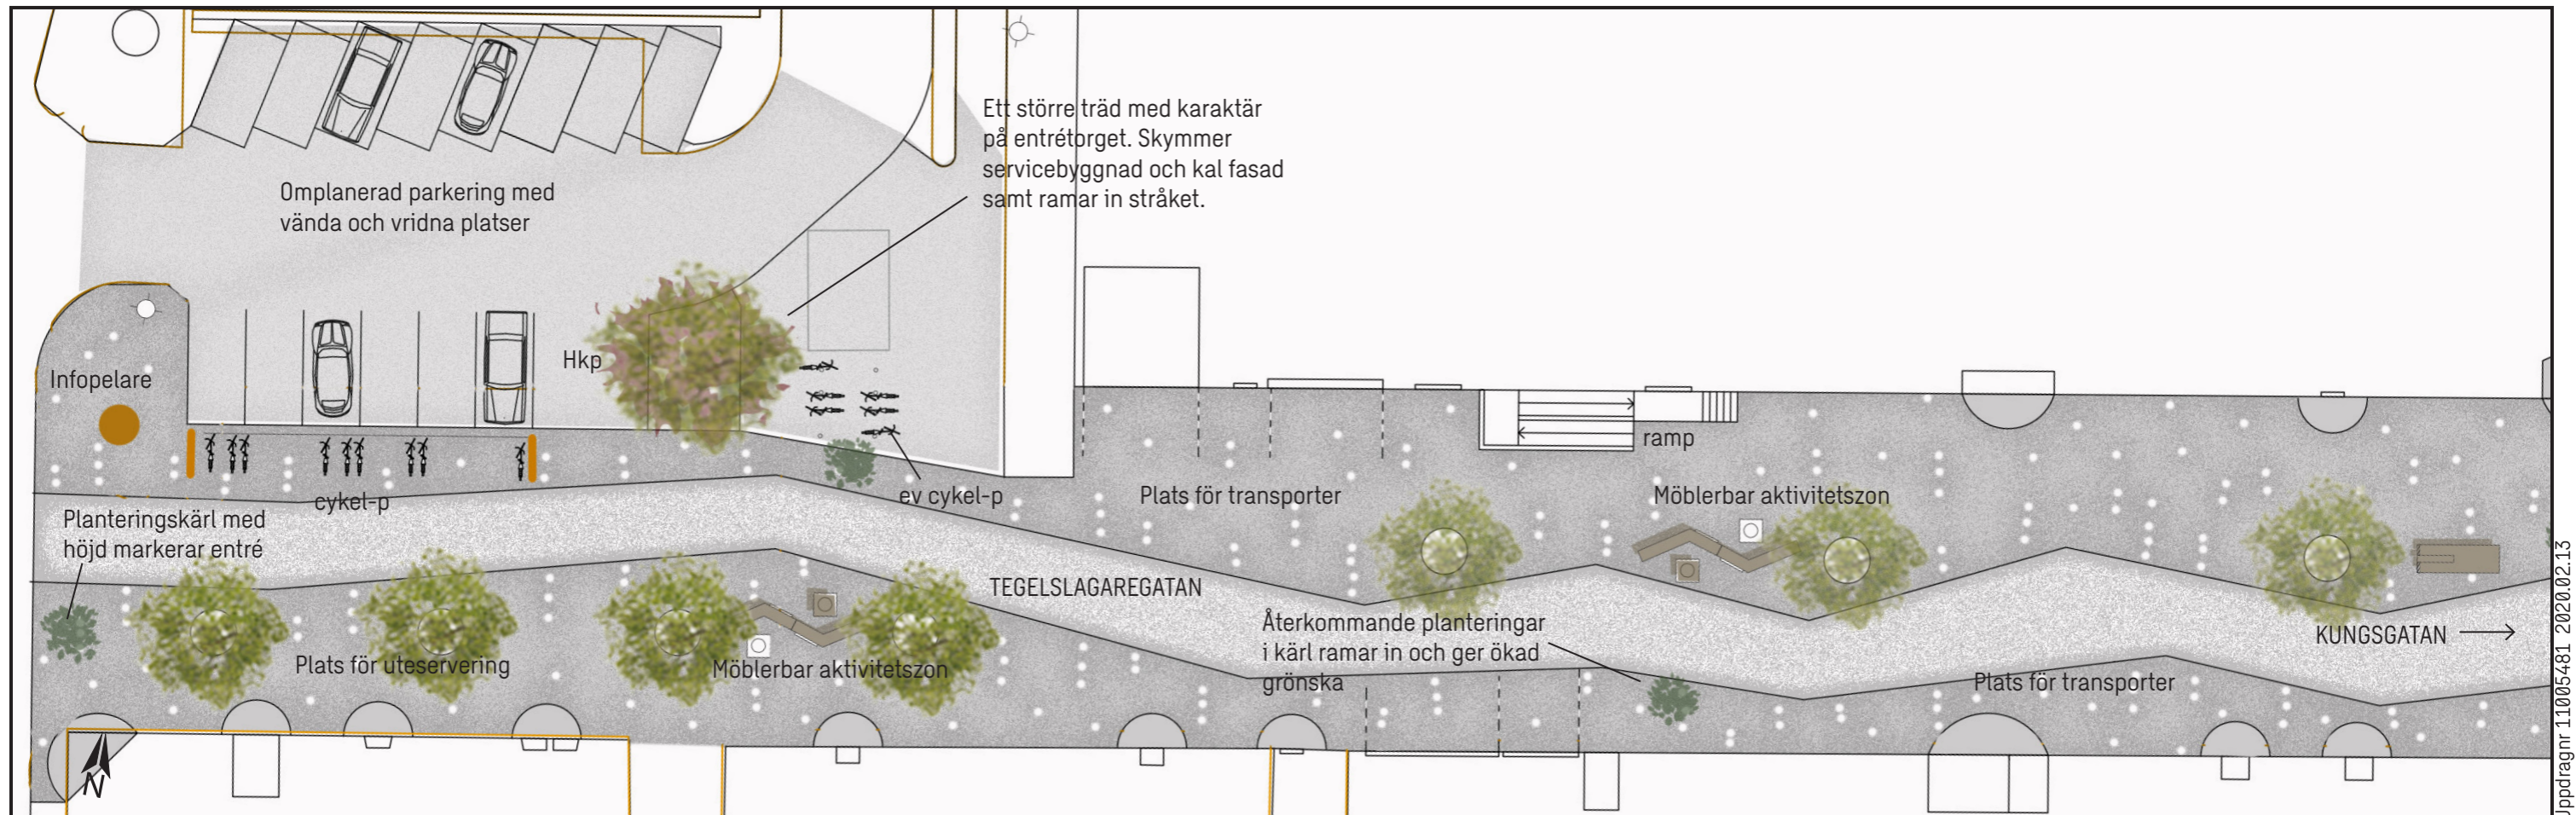 Ett större träd med karaktär
på entrétorget. Skymmer
servicebyggnad och kal fasad
samt ramar in stråket.
Omplanerad parkering med
vända och vridna platser
Hkp
Infopelare
ramp
cykel-p
ev cykel-p
Plats för transporter
Möblerbar aktivitetszon
Planteringskärl med
höjd markerar entré
TEGELSLAGAREGATAN
Återkommande planteringar
i kärl ramar in och ger ökad
grönska
KUNGSGATAN
Plats för uteservering
Möblerbar aktivitetszon
Plats för transporter
N
Uppdragnr 11005481 2020.02.13